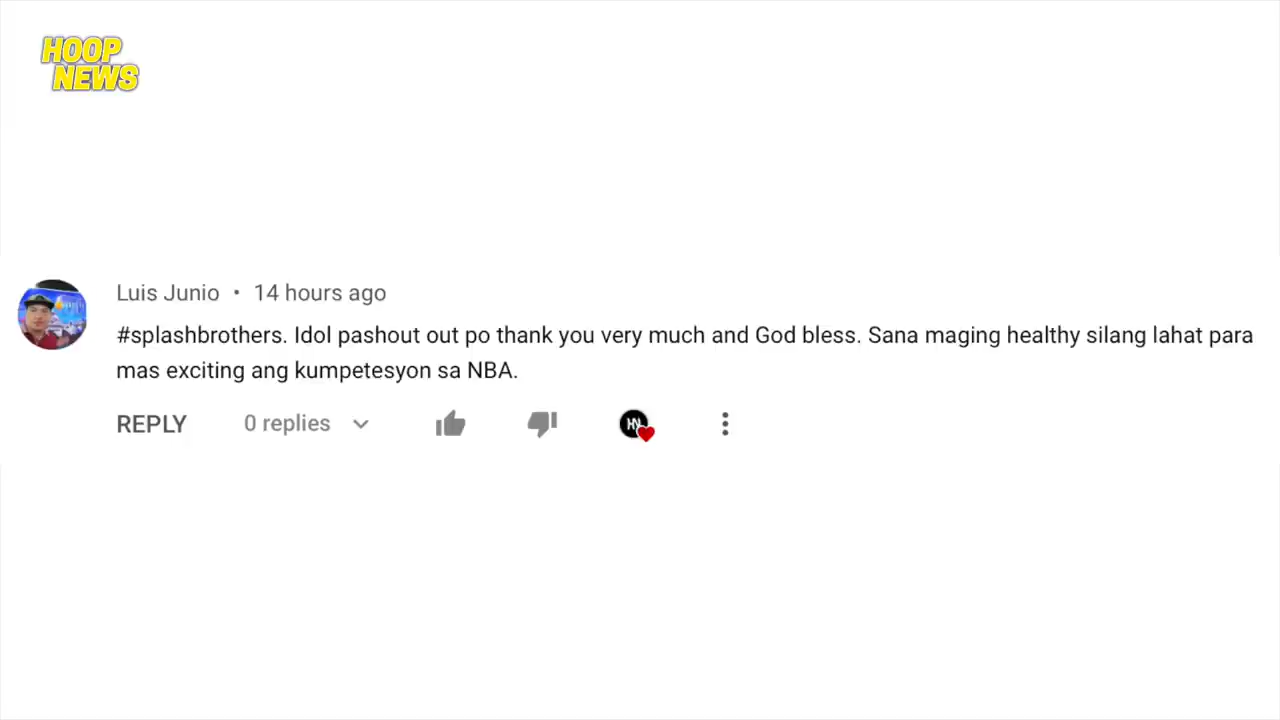 HOOP
NEWS
Luis Junio • 14 hours ago
#splashbrothers. Idol pashout out po thank you very much and God bless. Sana maging healthy silang lahat para
mas exciting ang kumpetesyon sa NBA.
REPLY 0 replies HN